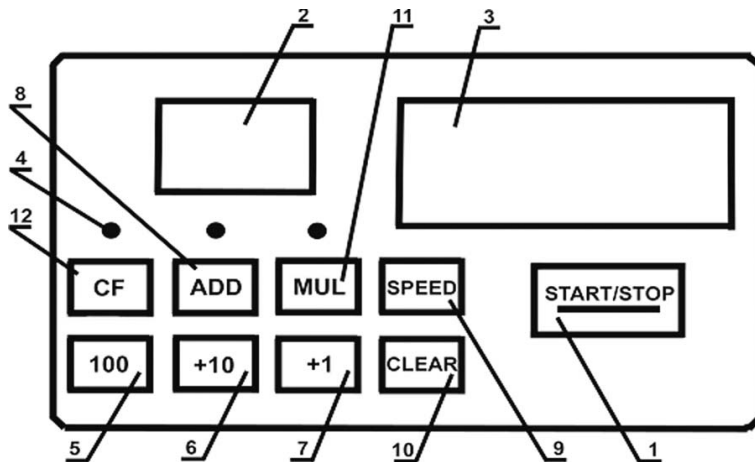 2 11 3
8
4
12
CF ADD MUL SPEED START/STOP
100 +10 +1 CLEAR
5 6 7 10 9 1